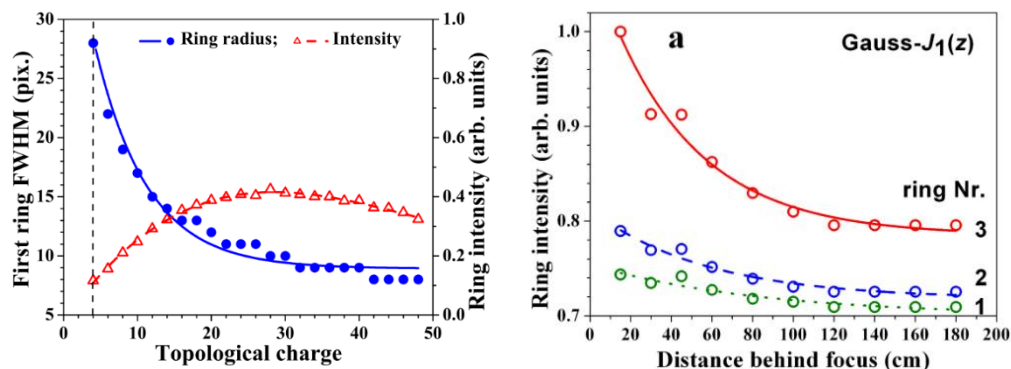 First ring FWHM (pix.)
30
25
20
15
10
5
Ring radius; Intensity
1.0
0.8
0.6
0.4
0.2
0.0
Ring intensity (arb. units)
0 10 20 30 40 50
Topological charge
Ring intensity (arb. units)
1.0
0.9
0.8
0.7
a
Gauss-J1(z)
ring Nr.
3
2
1
0 20 40 60 80 100 120 140 160 180 200
Distance behind focus (cm)